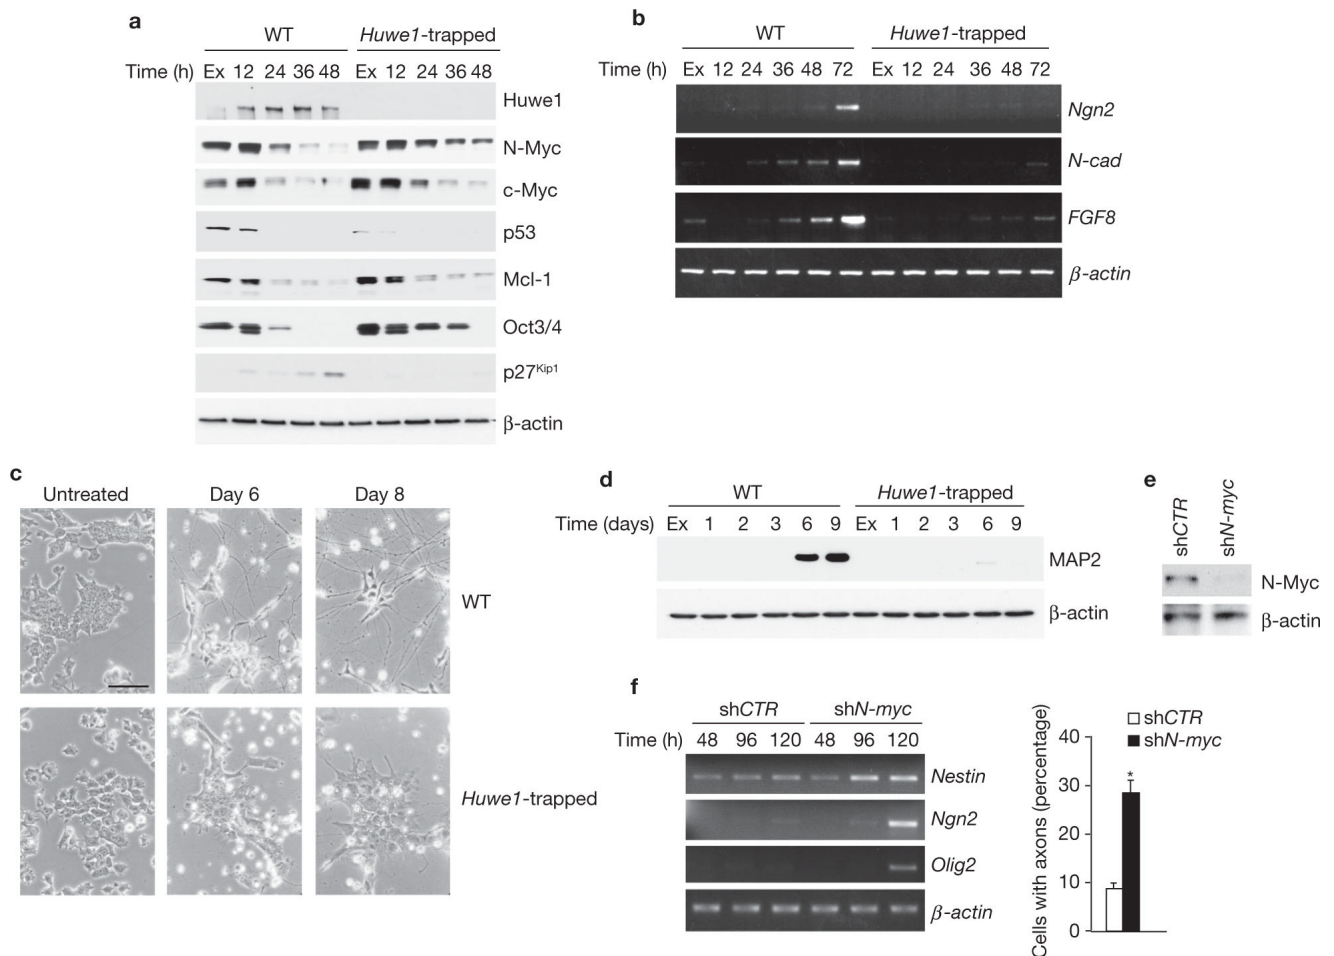 a
WT Huwe1-trapped
Time (h) Ex 12 24 36 48 Ex 12 24 36 48
Huwe1
N-Myc
c-Myc
p53
Mcl-1
Oct3/4
p27Kip1
β-actin
b
WT Huwe1-trapped
Time (h) Ex 12 24 36 48 72 Ex 12 24 36 48 72
Ngn2
N-cad
FGF8
β-actin
c
Untreated Day 6 Day 8
WT
Huwe1-trapped
d
WT Huwe1-trapped
Time (days) Ex 1 2 3 6 9 Ex 1 2 3 6 9
MAP2
β-actin
e
shCTR shN-myc
N-Myc
β-actin
f
shCTR shN-myc
Time (h) 48 96 120 48 96 120
Nestin
Ngn2
Olig2
β-actin
Cells with axons (percentage)
shCTR
shN-myc
40
30
20
10
0
*